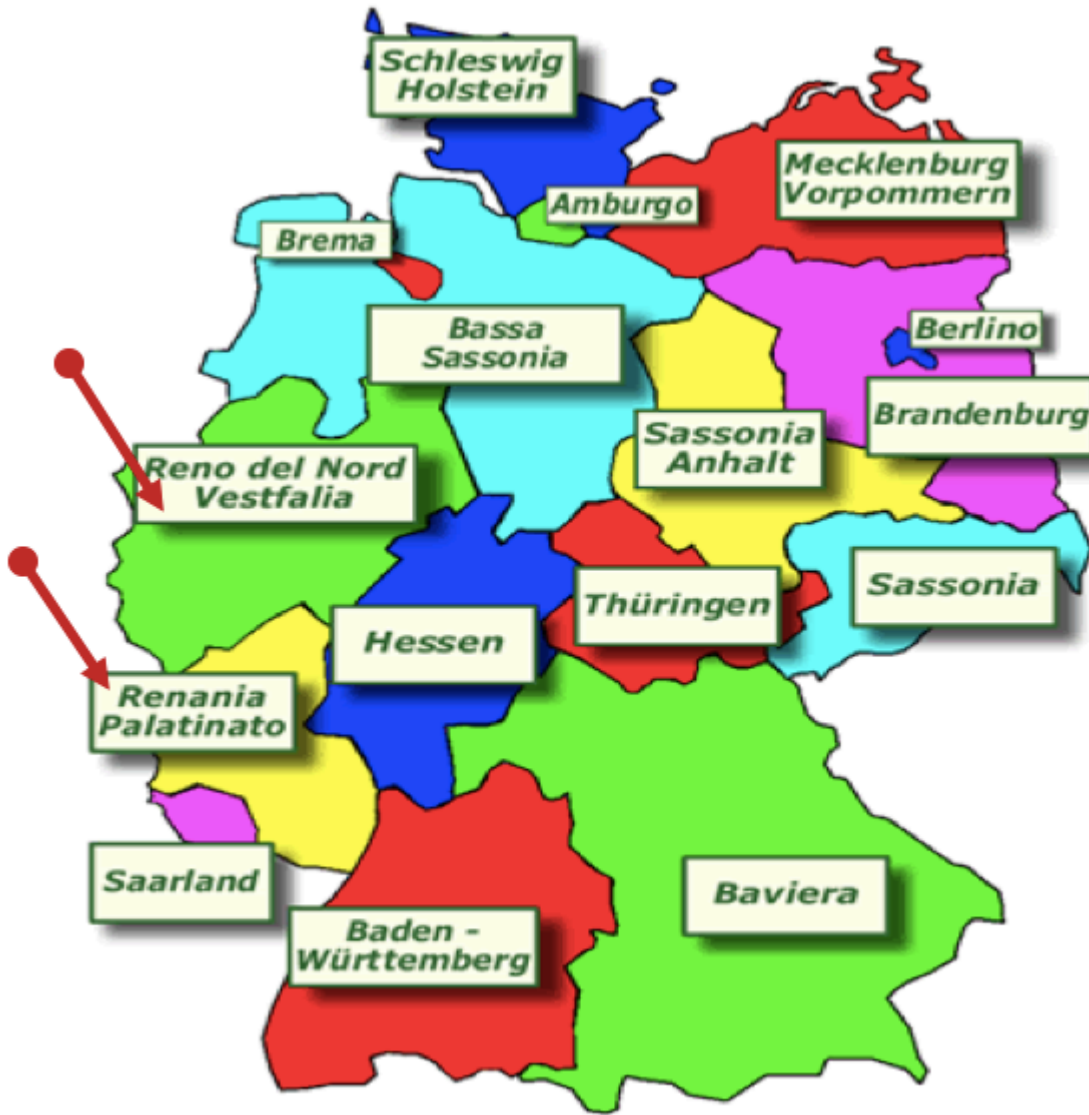 Schleswig
Holstein
Mecklenburg
Vorpommern
Amburgo
Brema
Bassa
Sassonia
Berlino
Brandenburg
Sassonia
Anhalt
Reno del Nord
Vestfalia
Sassonia
Thüringen
Hessen
Renania
Palatinato
Saarland
Baviera
Baden -
Württemberg